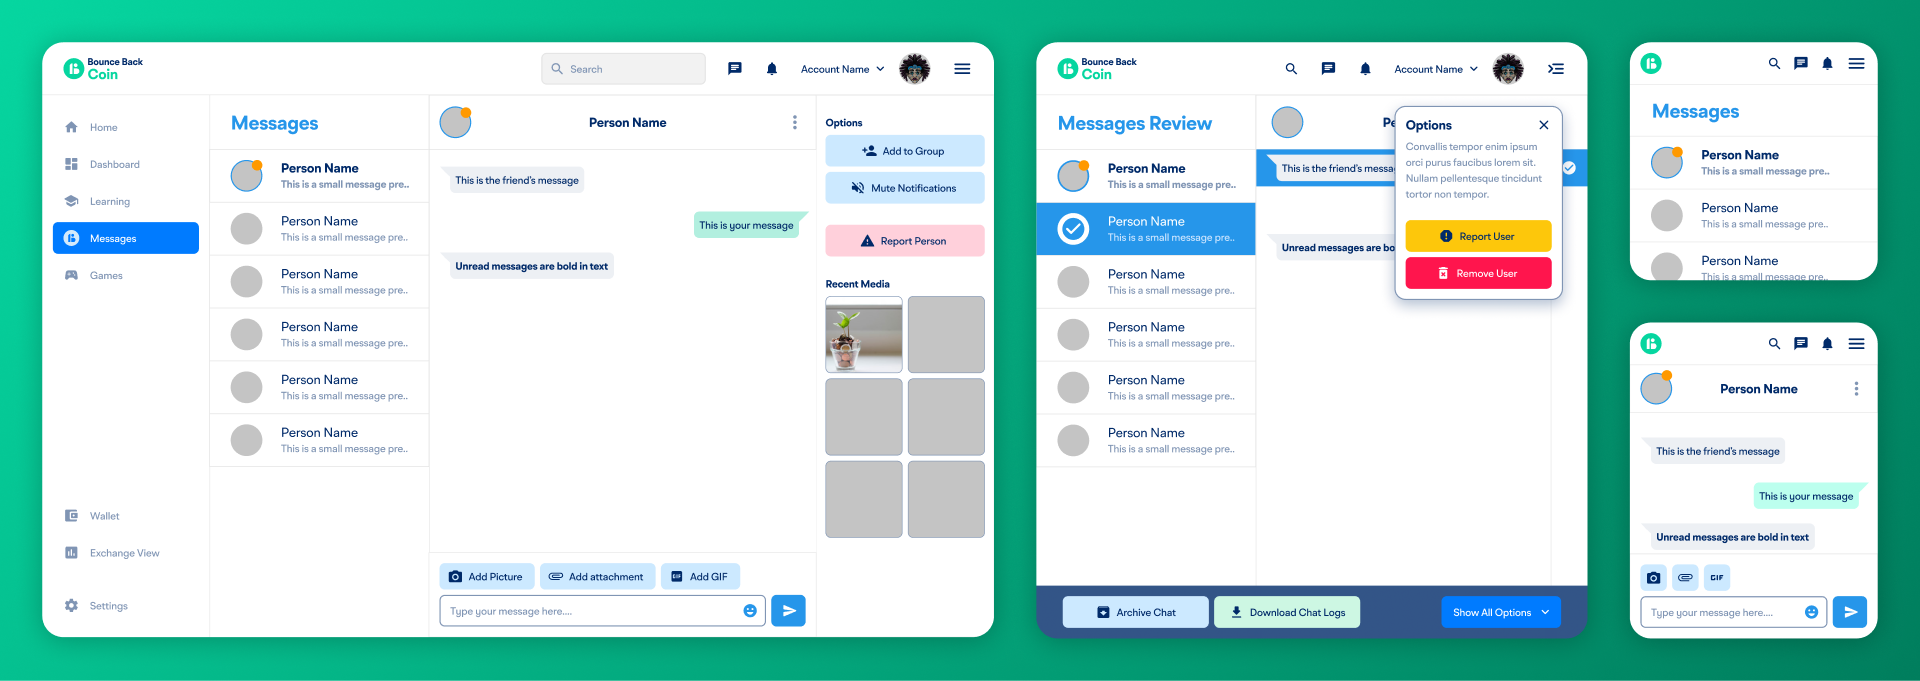 Bounce Back
Coin
Search
Account Name
Home
Dashboard
Learning
Messages
Games
Wallet
Exchange View
Settings
Messages
Person Name
This is a small message pre..
Person Name
This is a small message pre..
Person Name
This is a small message pre..
Person Name
This is a small message pre..
Person Name
This is a small message pre..
Person Name
This is a small message pre..
Person Name
This is the friend's message
This is your message
Unread messages are bold in text
Add Picture
Add attachment
GIF
Add GIF
Type your message here....
Options
Add to Group
Mute Notifications
Report Person
Recent Media
Bounce Back
Coin
Account Name
Messages Review
Person Name
This is a small message pre..
Person Name
This is a small message pre..
Person Name
This is a small message pre..
Person Name
This is a small message pre..
Person Name
This is a small message pre..
Person Name
This is a small message pre..
Pe
This is the friend's messa
Unread messages are bo
Options
Convallis tempor enim ipsum
orci purus faucibus lorem sit.
Nullam pellentesque tincidunt
tortor non tempor.
Report User
Remove User
Archive Chat
Download Chat Logs
Show All Options
Messages
Person Name
This is a small message pre..
Person Name
This is a small message pre..
Person Name
This is a small message pre..
Person Name
This is the friend's message
This is your message
Unread messages are bold in text
GIF
Type your message here....